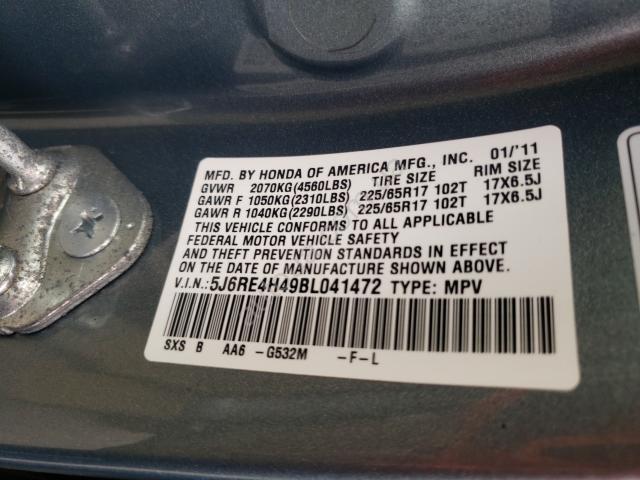 MFD. BY HONDA OF AMERICA MFG., INC. 01/'11
GVWR 2070KG(4560LBS) TIRE SIZE RIM SIZE
GAWR F 1050KG(2310LBS) 225/65R17 102T 17X6.5J
GAWR R 1040KG(2290LBS) 225/65R17 102T 17X6.5J
THIS VEHICLE CONFORMS TO ALL APPLICABLE
FEDERAL MOTOR VEHICLE SAFETY
AND THEFT PREVENTION STANDARDS IN EFFECT
ON THE DATE OF MANUFACTURE SHOWN ABOVE.
V.I.N.: 5J6RE4H49BL041472 TYPE: MPV
SXS B AA6 -G532M -F-L